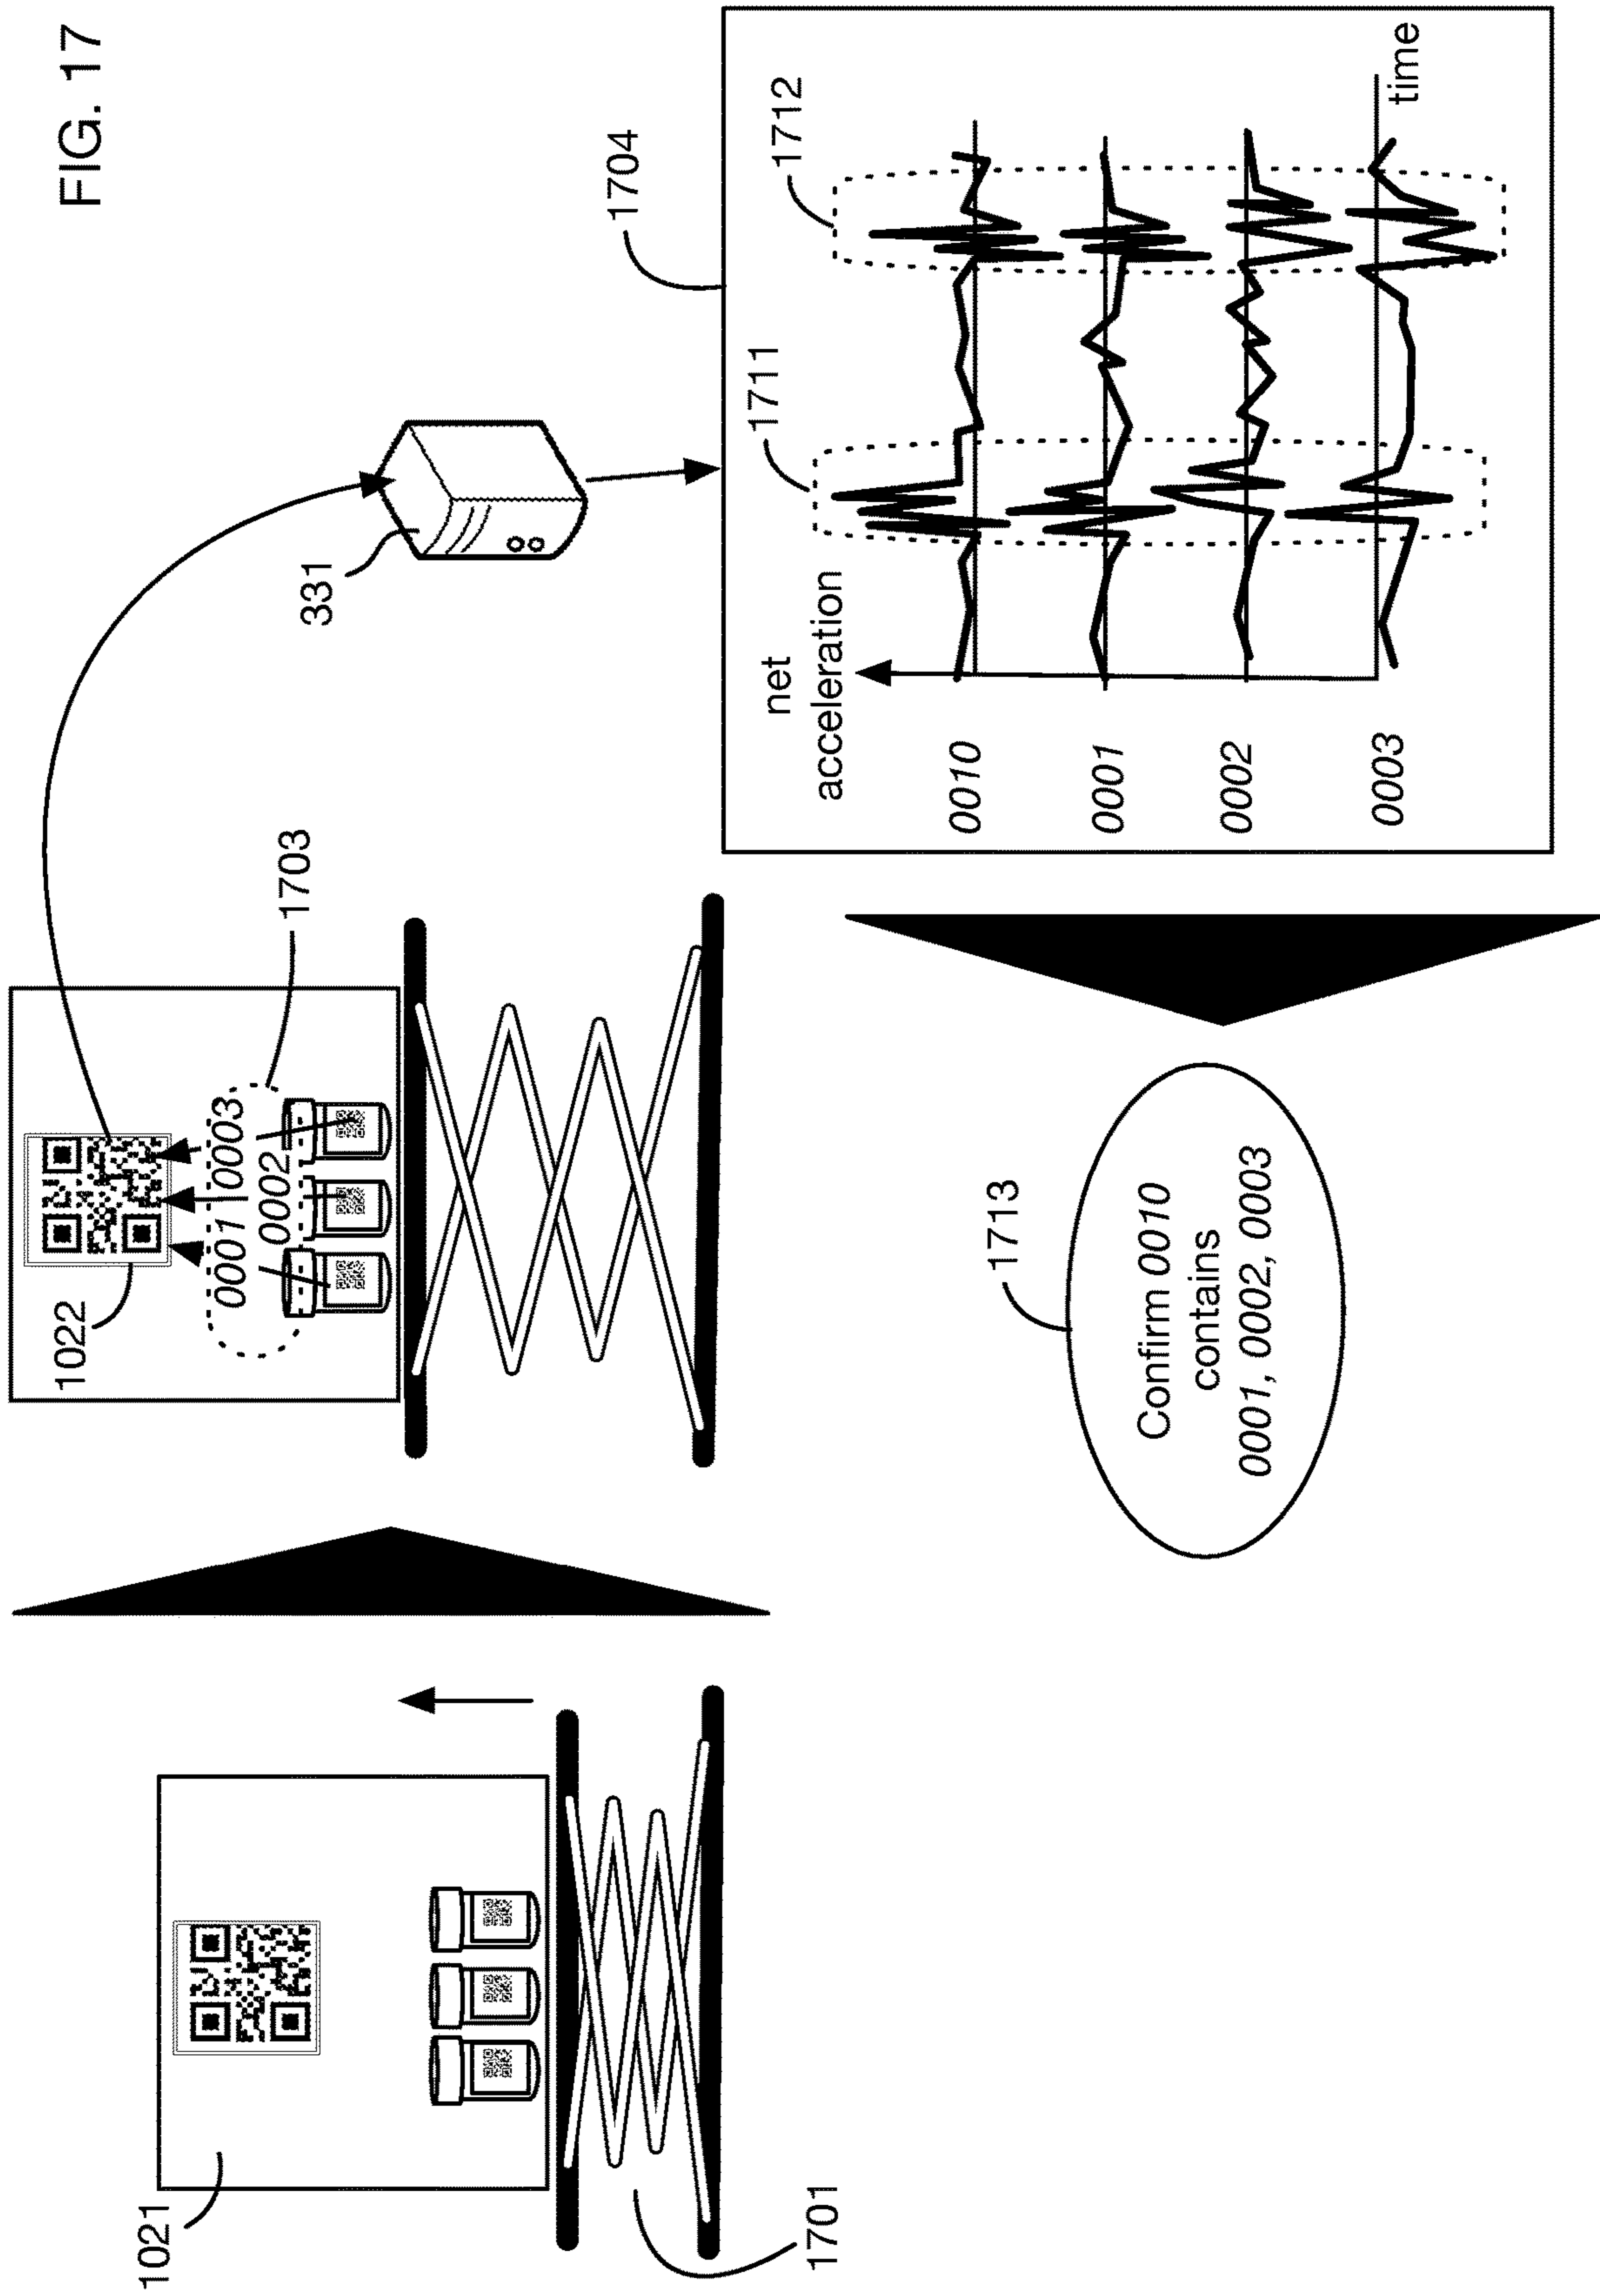 FIG. 17
1021
1701
1022
0001
0002
0003
1703
331
1704
net
acceleration
1711
1712
0010
0001
0002
0003
time
1713
Confirm 0010
contains
0001, 0002, 0003